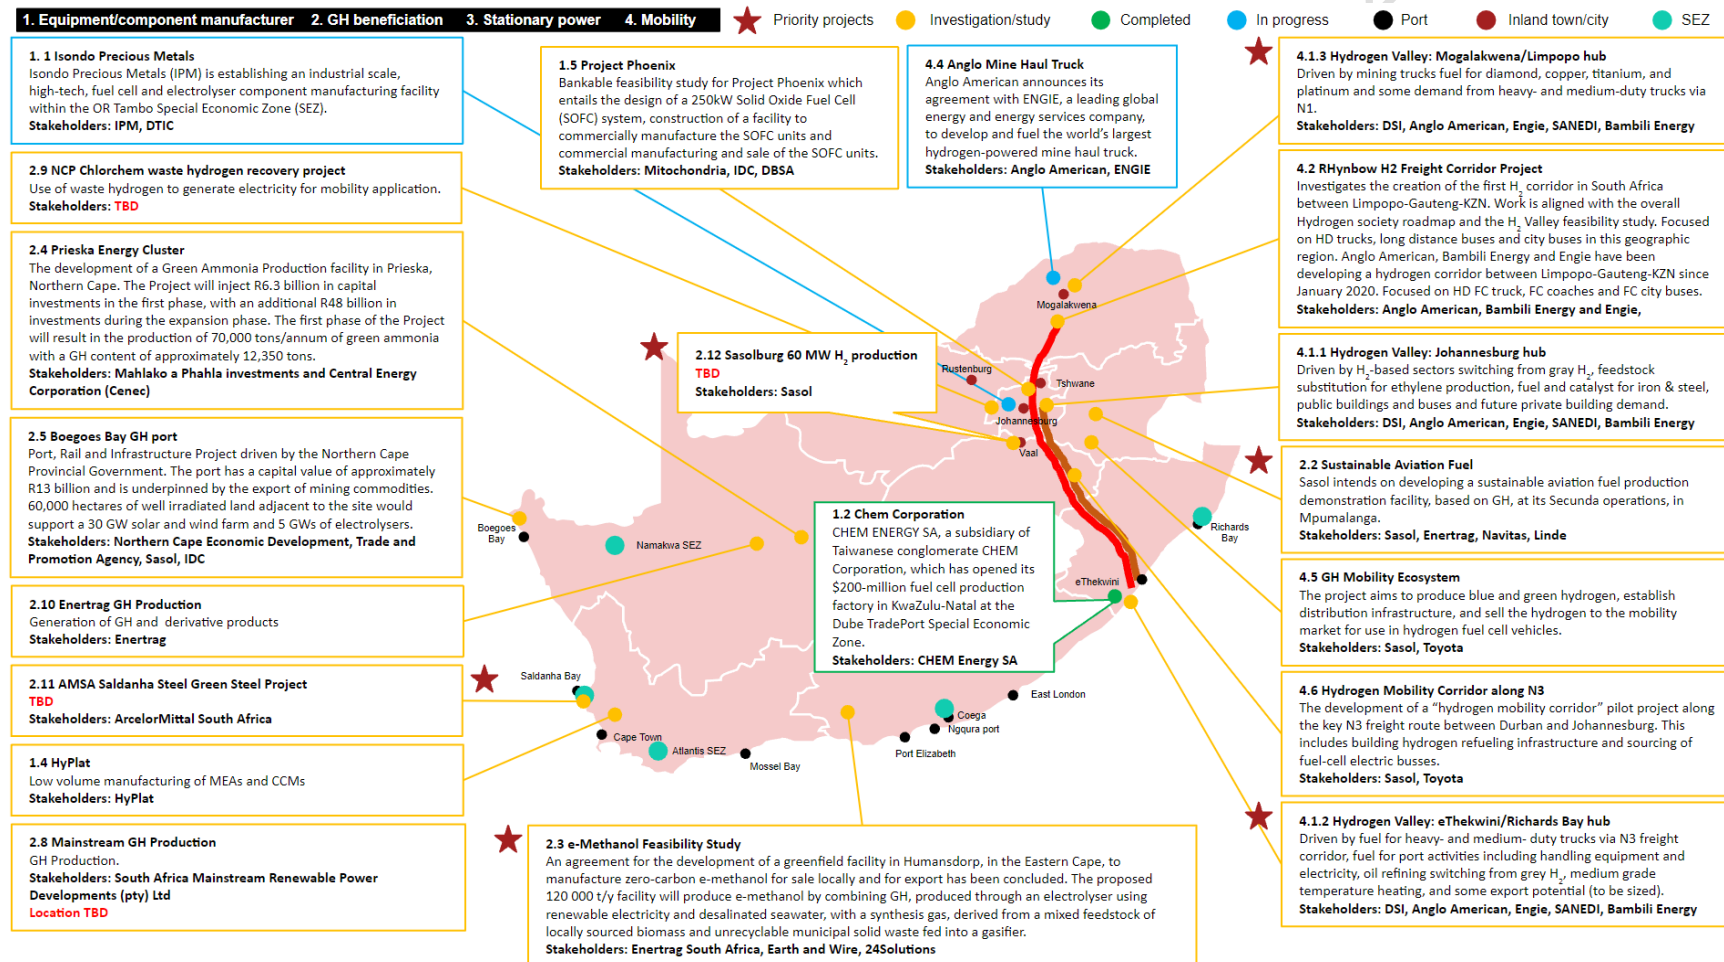 1. Equipment/component manufacturer 2. GH beneficiation 3. Stationary power 4. Mobility
Priority projects
Investigation/study
Completed
In progress
Port
Inland town/city
SEZ
1. 1 Isondo Precious Metals
Isondo Precious Metals (IPM) is establishing an industrial scale,
high-tech, fuel cell and electrolyser component manufacturing facility
within the OR Tambo Special Economic Zone (SEZ).
Stakeholders: IPM, DTIC
2.9 NCP Chlorchem waste hydrogen recovery project
Use of waste hydrogen to generate electricity for mobility application.
Stakeholders: TBD
2.4 Prieska Energy Cluster
The development of a Green Ammonia Production facility in Prieska,
Northern Cape. The Project will inject R6.3 billion in capital
investments in the first phase, with an additional R48 billion in
investments during the expansion phase. The first phase of the Project
will result in the production of 70,000 tons/annum of green ammonia
with a GH content of approximately 12,350 tons.
Stakeholders: Mahlako a Phahla investments and Central Energy
Corporation (Cenec)
2.5 Boegoes Bay GH port
Port, Rail and Infrastructure Project driven by the Northern Cape
Provincial Government. The port has a capital value of approximately
R13 billion and is underpinned by the export of mining commodities.
60,000 hectares of well irradiated land adjacent to the site would
support a 30 GW solar and wind farm and 5 GWs of electrolysers.
Stakeholders: Northern Cape Economic Development, Trade and
Promotion Agency, Sasol, IDC
2.10 Enertrag GH Production
Generation of GH and derivative products
Stakeholders: Enertrag
2.11 AMSA Saldanha Steel Green Steel Project
TBD
Stakeholders: ArcelorMittal South Africa
1.4 HyPlat
Low volume manufacturing of MEAs and CCMs
Stakeholders: HyPlat
2.8 Mainstream GH Production
GH Production.
Stakeholders: South Africa Mainstream Renewable Power
Developments (pty) Ltd
Location TBD
1.5 Project Phoenix
Bankable feasibility study for Project Phoenix which
entails the design of a 250kW Solid Oxide Fuel Cell
(SOFC) system, construction of a facility to
commercially manufacture the SOFC units and
commercial manufacturing and sale of the SOFC units.
Stakeholders: Mitochondria, IDC, DBSA
4.4 Anglo Mine Haul Truck
Anglo American announces its
agreement with ENGIE, a leading global
energy and energy services company,
to develop and fuel the world's largest
hydrogen-powered mine haul truck.
Stakeholders: Anglo American, ENGIE
2.12 Sasolburg 60 MW H2 production
TBD
Stakeholders: Sasol
1.2 Chem Corporation
CHEM ENERGY SA, a subsidiary of
Taiwanese conglomerate CHEM
Corporation, which has opened its
$200-million fuel cell production
factory in KwaZulu-Natal at the
Dube TradePort Special Economic
Zone.
Stakeholders: CHEM Energy SA
Mogalakwena
Rustenburg
Tshwane
Johannesburg
Vaal
Boegoes
Bay
Namakwa SEZ
Richards
Bay
eThekwini
Saldanha Bay
East London
Coega
Ngqura port
Cape Town
Atlantis SEZ
Port Elizabeth
Mossel Bay
2.3 e-Methanol Feasibility Study
An agreement for the development of a greenfield facility in Humansdorp, in the Eastern Cape, to
manufacture zero-carbon e-methanol for sale locally and for export has been concluded. The proposed
120 000 t/y facility will produce e-methanol by combining GH, produced through an electrolyser using
renewable electricity and desalinated seawater, with a synthesis gas, derived from a mixed feedstock of
locally sourced biomass and unrecyclable municipal solid waste fed into a gasifier.
Stakeholders: Enertrag South Africa, Earth and Wire, 24Solutions
4.1.3 Hydrogen Valley: Mogalakwena/Limpopo hub
Driven by mining trucks fuel for diamond, copper, titanium, and
platinum and some demand from heavy- and medium-duty trucks via
N1.
Stakeholders: DSI, Anglo American, Engie, SANEDI, Bambili Energy
4.2 RHynbow H2 Freight Corridor Project
Investigates the creation of the first H2 corridor in South Africa
between Limpopo-Gauteng-KZN. Work is aligned with the overall
Hydrogen society roadmap and the H2 Valley feasibility study. Focused
on HD trucks, long distance buses and city buses in this geographic
region. Anglo American, Bambili Energy and Engie have been
developing a hydrogen corridor between Limpopo-Gauteng-KZN since
January 2020. Focused on HD FC truck, FC coaches and FC city buses.
Stakeholders: Anglo American, Bambili Energy and Engie,
4.1.1 Hydrogen Valley: Johannesburg hub
Driven by H2-based sectors switching from gray H2, feedstock
substitution for ethylene production, fuel and catalyst for iron & steel,
public buildings and buses and future private building demand.
Stakeholders: DSI, Anglo American, Engie, SANEDI, Bambili Energy
2.2 Sustainable Aviation Fuel
Sasol intends on developing a sustainable aviation fuel production
demonstration facility, based on GH, at its Secunda operations, in
Mpumalanga.
Stakeholders: Sasol, Enertrag, Navitas, Linde
4.5 GH Mobility Ecosystem
The project aims to produce blue and green hydrogen, establish
distribution infrastructure, and sell the hydrogen to the mobility
market for use in hydrogen fuel cell vehicles.
Stakeholders: Sasol, Toyota
4.6 Hydrogen Mobility Corridor along N3
The development of a "hydrogen mobility corridor" pilot project along
the key N3 freight route between Durban and Johannesburg. This
includes building hydrogen refueling infrastructure and sourcing of
fuel-cell electric busses.
Stakeholders: Sasol, Toyota
4.1.2 Hydrogen Valley: eThekwini/Richards Bay hub
Driven by fuel for heavy- and medium- duty trucks via N3 freight
corridor, fuel for port activities including handling equipment and
electricity, oil refining switching from grey H2, medium grade
temperature heating, and some export potential (to be sized).
Stakeholders: DSI, Anglo American, Engie, SANEDI, Bambili Energy